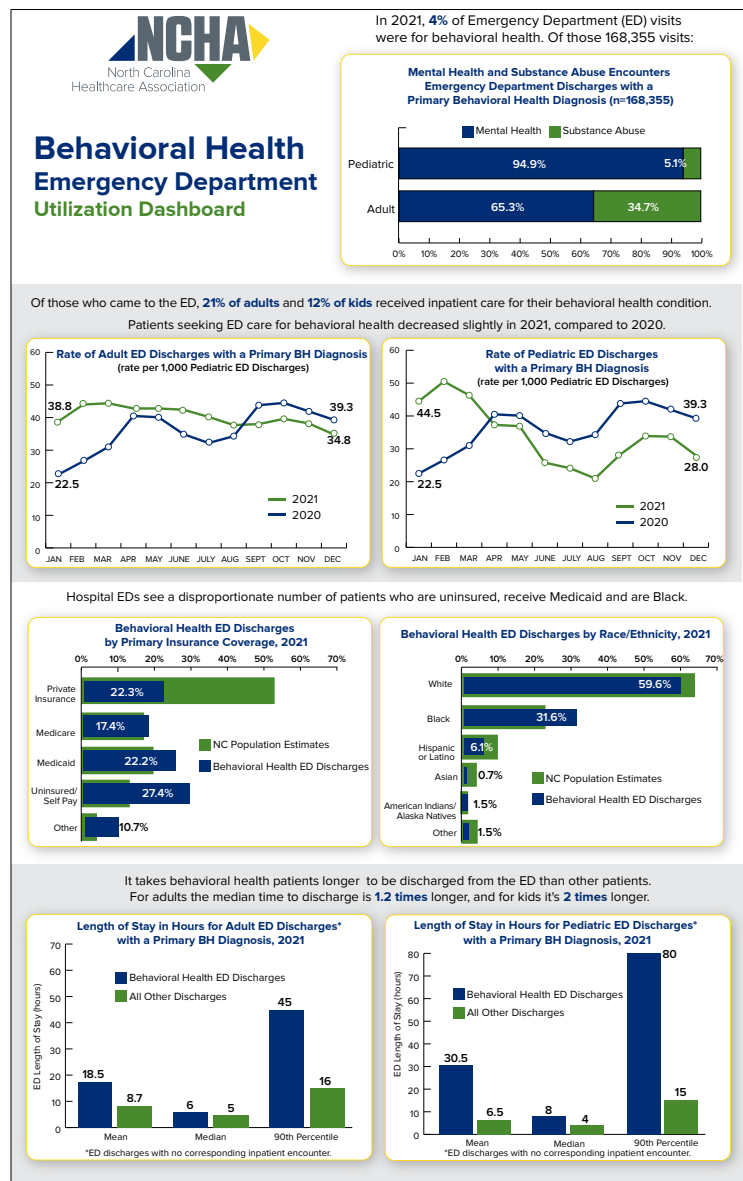 NCHA
North Carolina
Healthcare Association
Behavioral Health
Emergency Department
Utilization Dashboard
In 2021, 4% of Emergency Department (ED) visits
were for behavioral health. Of those 168,355 visits:
Mental Health and Substance Abuse Encounters
Emergency Department Discharges with a
Primary Behavioral Health Diagnosis (n=168,355)
Mental Health Substance Abuse
Pediatric 94.9% 5.1%
Adult 65.3% 34.7%
0% 10% 20% 30% 40% 50% 60% 70% 80% 90% 100%
Of those who came to the ED, 21% of adults and 12% of kids received inpatient care for their behavioral health condition.
Patients seeking ED care for behavioral health decreased slightly in 2021, compared to 2020.
Rate of Adult ED Discharges with a Primary BH Diagnosis
(rate per 1,000 Pediatric ED Discharges)
60
50
40
30
20
10
0
38.8
22.5
39.3
34.8
2021
2020
JAN FEB MAR APR MAY JUNE JULY AUG SEPT OCT NOV DEC
Rate of Pediatric ED Discharges
with a Primary BH Diagnosis
(rate per 1,000 Pediatric ED Discharges)
60
50
40
30
20
10
0
44.5
22.5
39.3
28.0
2021
2020
JAN FEB MAR APR MAY JUNE JULY AUG SEPT OCT NOV DEC
Hospital EDs see a disproportionate number of patients who are uninsured, receive Medicaid and are Black.
Behavioral Health ED Discharges
by Primary Insurance Coverage, 2021
0% 10% 20% 30% 40% 50% 60% 70%
Private
Insurance 22.3%
Medicare 17.4%
Medicaid 22.2%
Uninsured/
Self Pay 27.4%
Other 10.7%
NC Population Estimates
Behavioral Health ED Discharges
Behavioral Health ED Discharges by Race/Ethnicity, 2021
0% 10% 20% 30% 40% 50% 60% 70%
White 59.6%
Black 31.6%
Hispanic
or Latino 6.1%
Asian 0.7%
American Indians/
Alaska Natives 1.5%
Other 1.5%
NC Population Estimates
Behavioral Health ED Discharges
It takes behavioral health patients longer to be discharged from the ED than other patients.
For adults the median time to discharge is 1.2 times longer, and for kids it's 2 times longer.
Length of Stay in Hours for Adult ED Discharges*
with a Primary BH Diagnosis, 2021
ED Length of Stay (hours)
70
60
50
40
30
20
10
0
Behavioral Health ED Discharges
All Other Discharges
18.5 8.7
6 5
45 16
Mean Median 90th Percentile
*ED discharges with no corresponding inpatient encounter.
Length of Stay in Hours for Pediatric ED Discharges*
with a Primary BH Diagnosis, 2021
ED Length of Stay (hours)
80
70
60
50
40
30
20
10
0
Behavioral Health ED Discharges
All Other Discharges
30.5 6.5
8 4
80 15
Mean Median 90th Percentile
*ED discharges with no corresponding inpatient encounter.